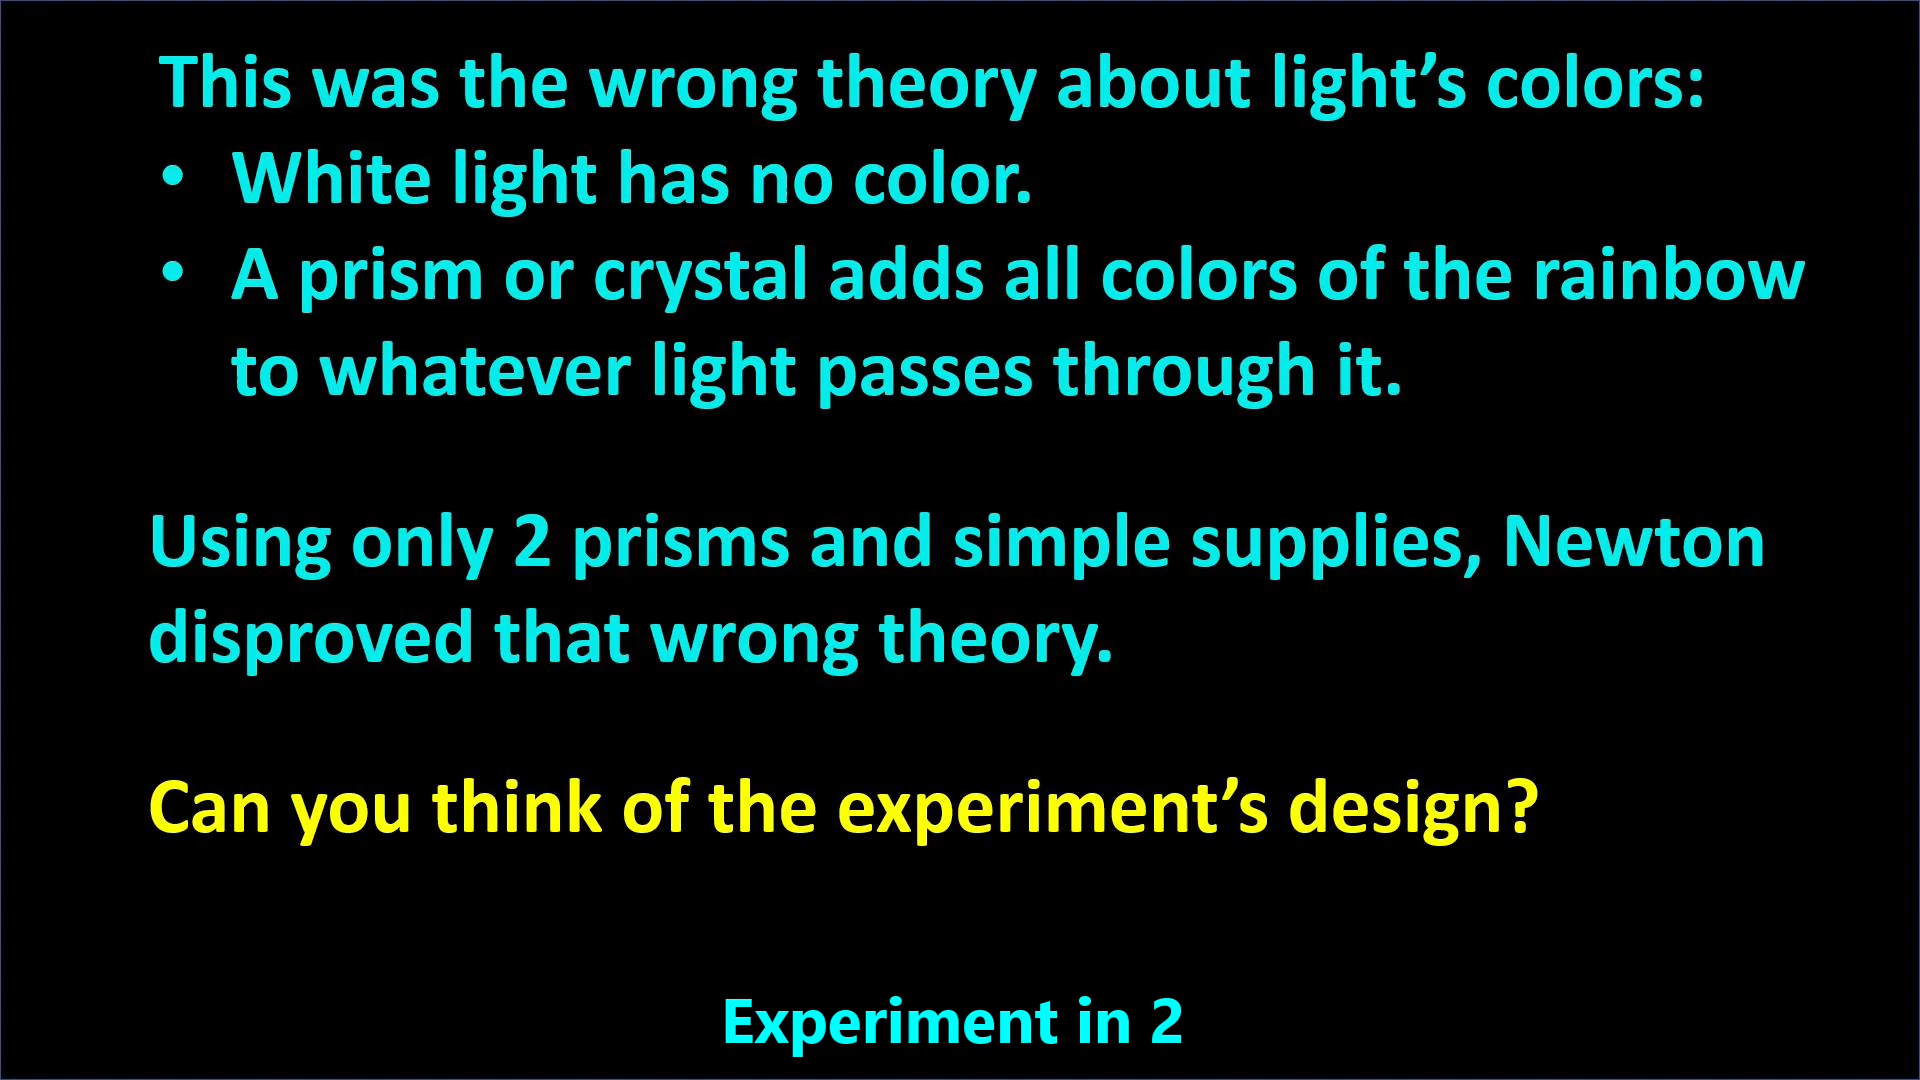 This was the wrong theory about light’s colors:
• White light has no color.
• A prism or crystal adds all colors of the rainbow
to whatever light passes through it.
Using only 2 prisms and simple supplies, Newton
disproved that wrong theory.
Can you think of the experiment’s design?
Experiment in 2